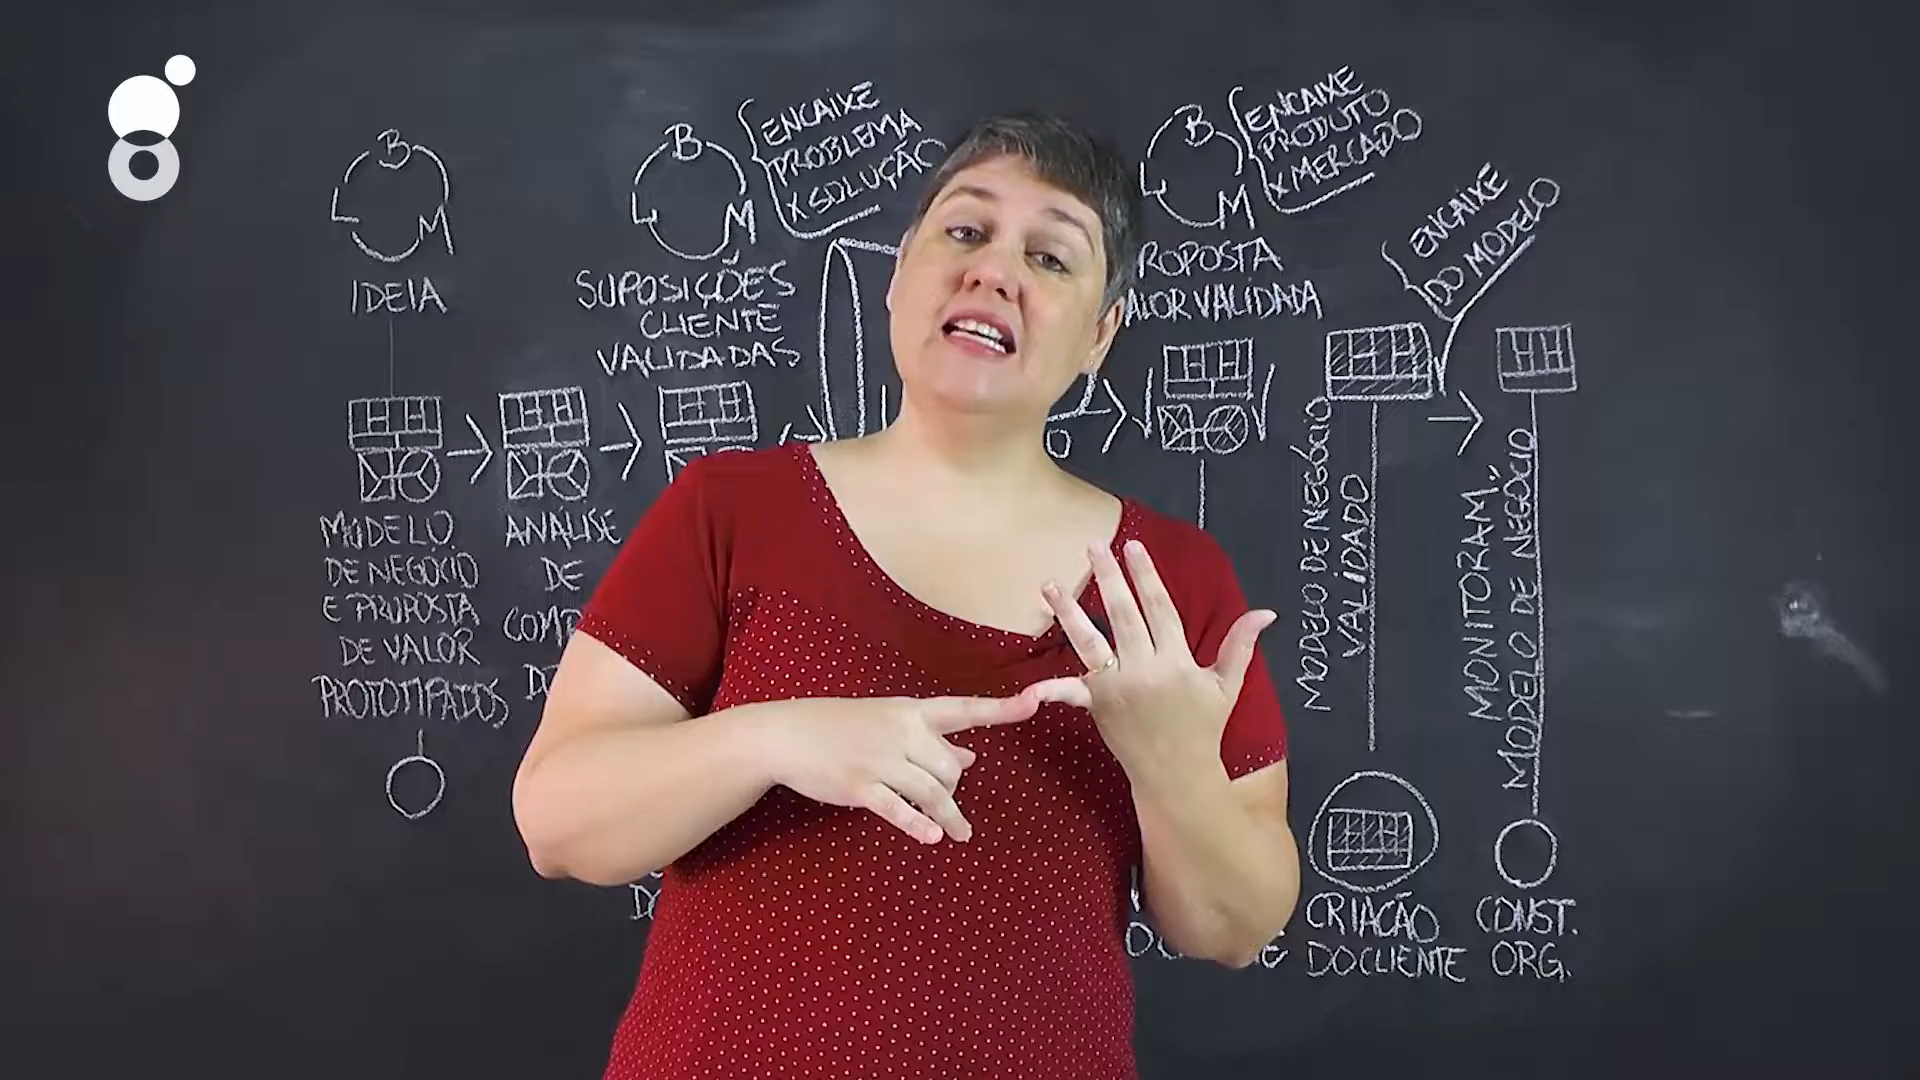 B
L M
IDEIA
MODELO
DE NEGÓCIO
E PROPOSTA
DE VALOR
PROTOTIPADOS
ANÁLISE
DE
B
L M
ENCAIXE
PROBLEMA
X SOLUÇÃO
SUPOSIÇÕES
CLIENTE
VALIDADAS
B
L M
ENCAIXE
PRODUTO
X MERCADO
ROPOSTA
ALOR VALIDADA
ENCAIXE
DO MODELO
MODELO DE NEGÓCIO
VALIDADO
CRIAÇÃO
DO CLIENTE
MONITORAM.
MODELO DE NEGÓCIO
CONST.
ORG.